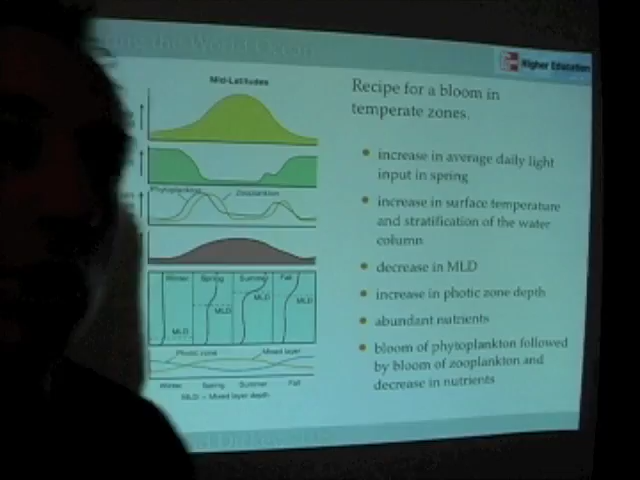 the World Ocean
Higher Education
Mid-Latitudes
Recipe for a bloom in
temperate zones.
increase in average daily light
input in spring
increase in surface temperature
and stratification of the water
column
decrease in MLD
increase in photic zone depth
abundant nutrients
bloom of phytoplankton followed
by bloom of zooplankton and
decrease in nutrients
Phytoplankton Zooplankton
Winter Spring Summer Fall
MLD MLD MLD MLD
Photic zone Mixed layer
Winter Spring Summer Fall
MLD = Mixed layer depth